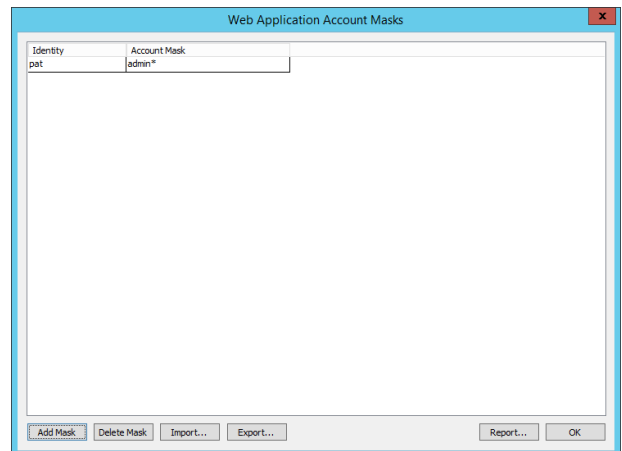 Web Application Account Masks
x
Identity Account Mask
pat admin*
Add Mask Delete Mask Import... Export... Report... OK